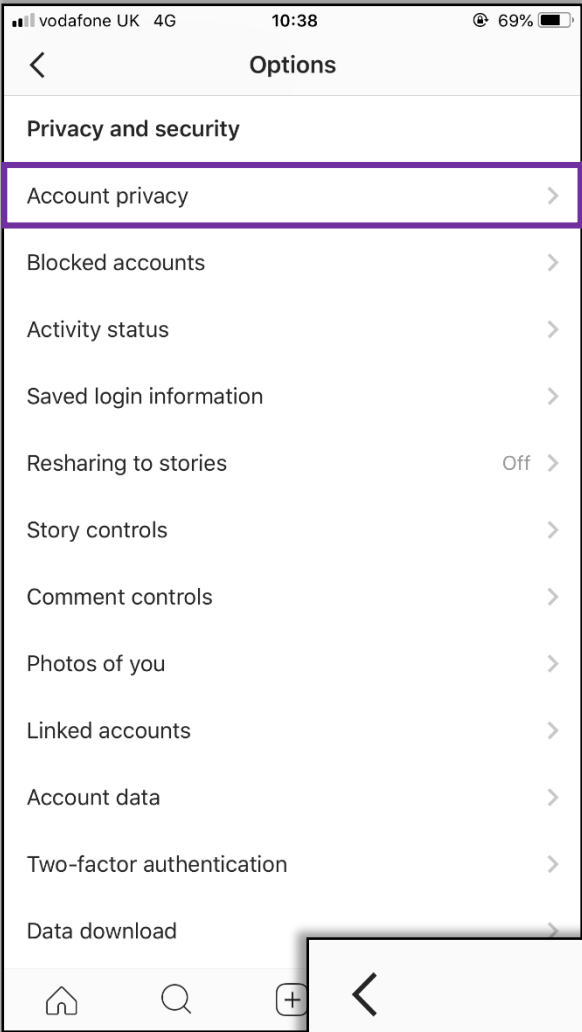 vodafone UK 4G 10:38 69%
Options
Privacy and security
Account privacy
Blocked accounts
Activity status
Saved login information
Resharing to stories Off
Story controls
Comment controls
Photos of you
Linked accounts
Account data
Two-factor authentication
Data download